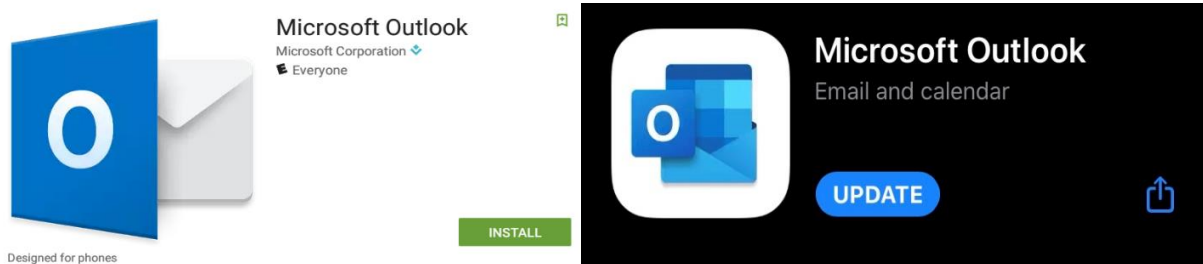 Microsoft Outlook
Microsoft Corporation
E Everyone
O
INSTALL
Designed for phones
Microsoft Outlook
Email and calendar
O
UPDATE